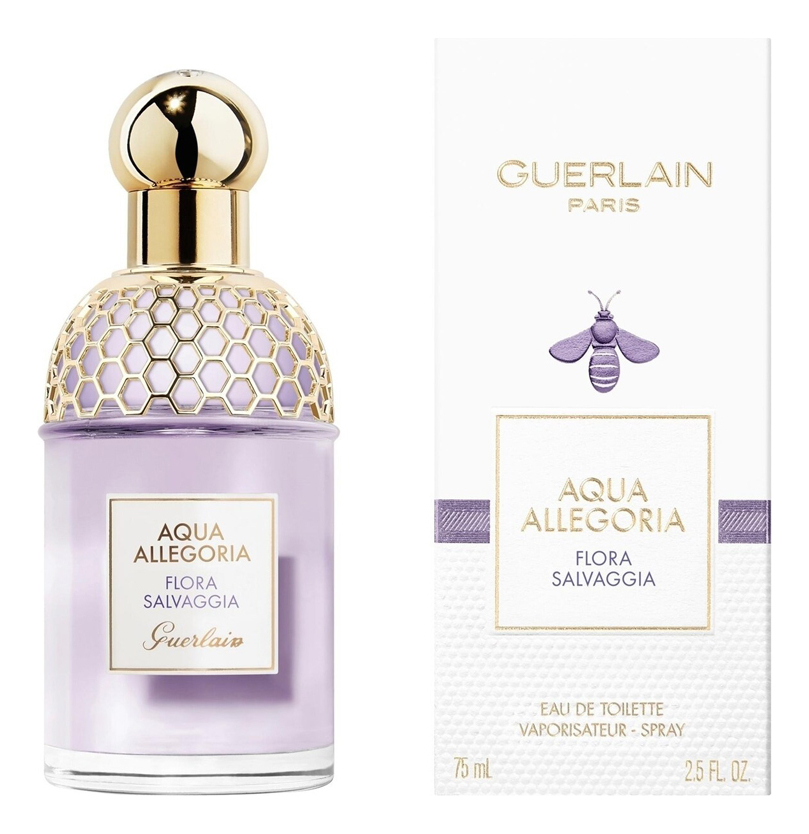 AQUA
ALLEGORIA
FLORA
SALVAGGIA
Guerlain
GUERLAIN
PARIS
AQUA
ALLEGORIA
FLORA
SALVAGGIA
EAU DE TOILETTE
VAPORISATEUR - SPRAY
75 mL 2.5 FL. OZ.